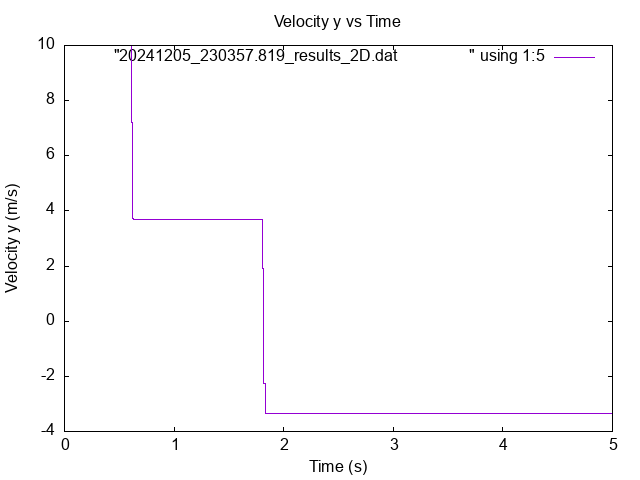 Velocity y vs Time
"20241205_230357.819_results_2D.dat " using 1:5
10
8
6
4
2
0
-2
-4
Velocity y (m/s)
0 1 2 3 4 5
Time (s)